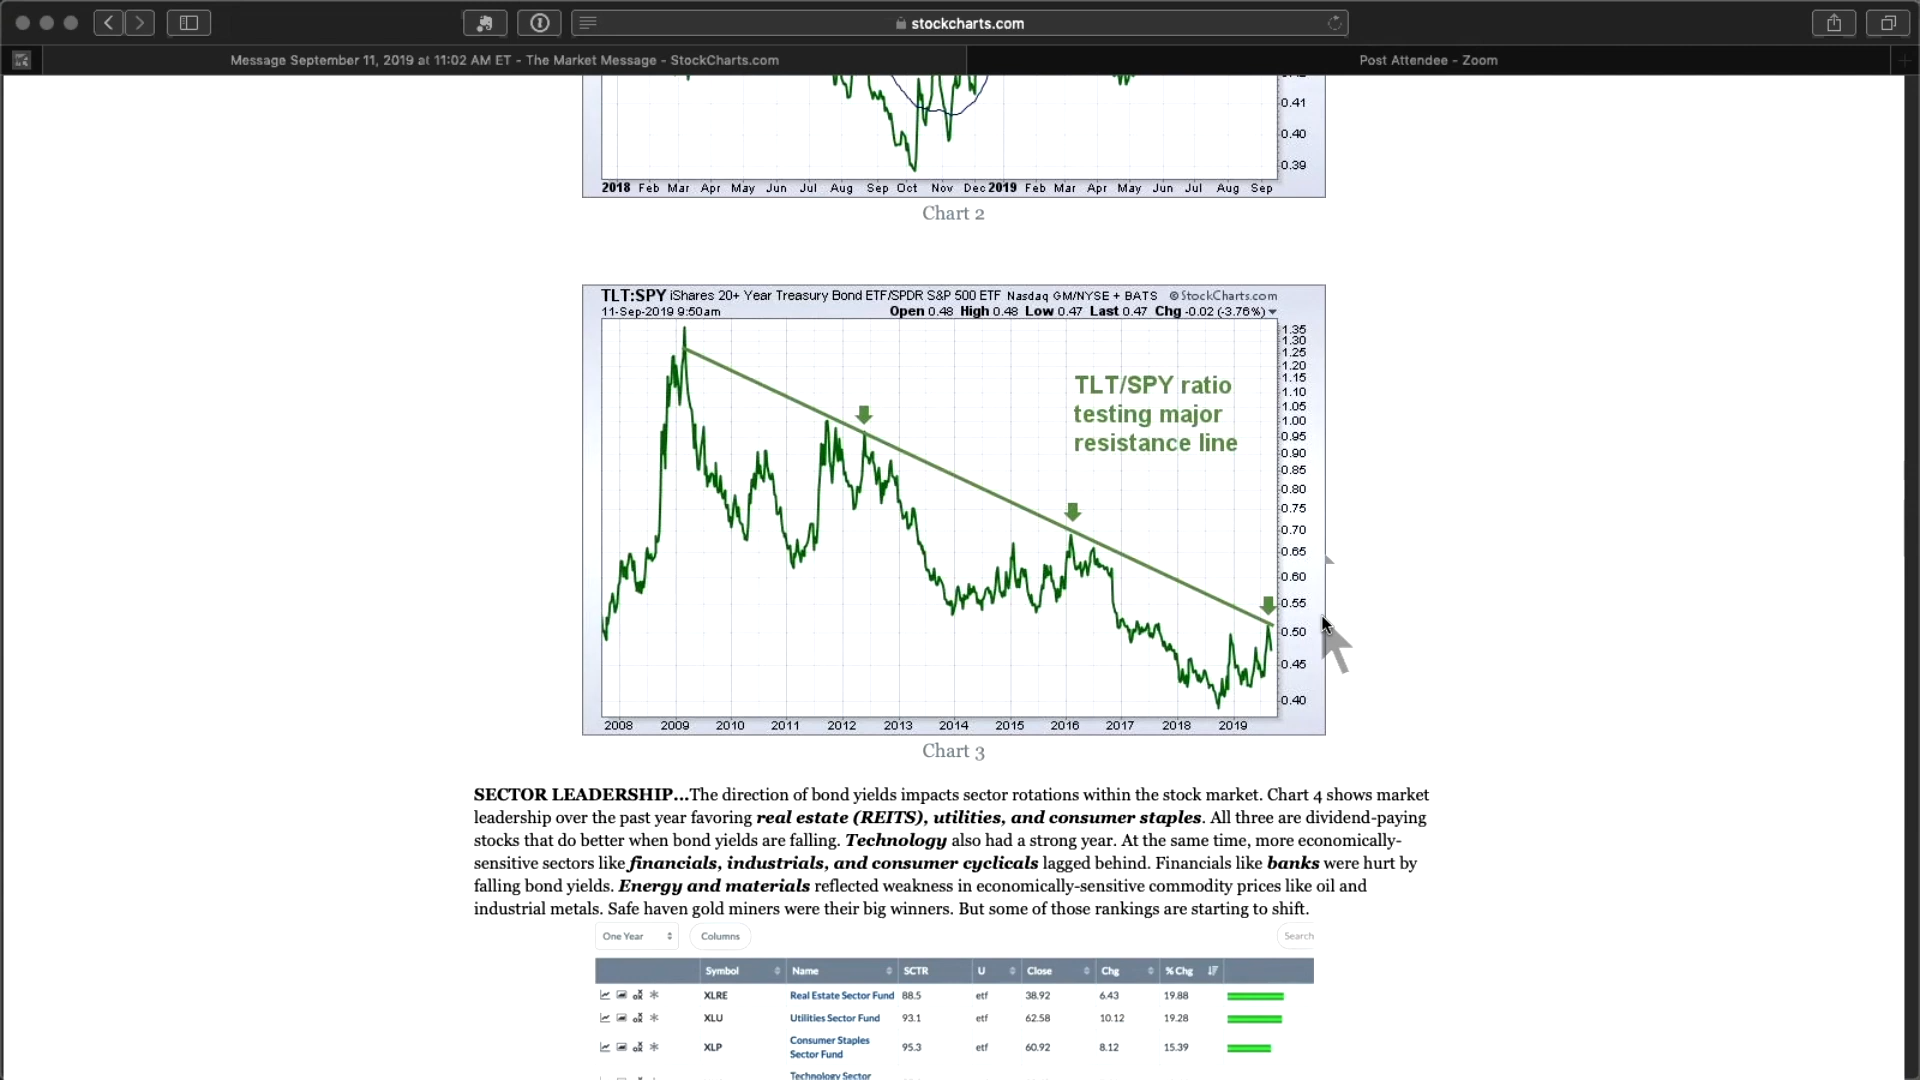 stockcharts.com
Message September 11, 2019 at 11:02 AM ET - The Market Message - StockCharts.com
Post Attendee - Zoom
0.41
0.40
0.39
2018 Feb Mar Apr May Jun Jul Aug Sep Oct Nov Dec 2019 Feb Mar Apr May Jun Jul Aug Sep
Chart 2
TLT:SPY iShares 20+ Year Treasury Bond ETF/SPDR S&P 500 ETF Nasdaq GM/NYSE + BATS © StockCharts.com
11-Sep-2019 9:50am Open 0.48 High 0.48 Low 0.47 Last 0.47 Chg -0.02 (-3.76%)
TLT/SPY ratio
testing major
resistance line
1.35
1.30
1.25
1.20
1.15
1.10
1.05
1.00
0.95
0.90
0.85
0.80
0.75
0.70
0.65
0.60
0.55
0.50
0.45
0.40
2008 2009 2010 2011 2012 2013 2014 2015 2016 2017 2018 2019
Chart 3
SECTOR LEADERSHIP...The direction of bond yields impacts sector rotations within the stock market. Chart 4 shows market
leadership over the past year favoring real estate (REITS), utilities, and consumer staples. All three are dividend-paying
stocks that do better when bond yields are falling. Technology also had a strong year. At the same time, more economically-
sensitive sectors like financials, industrials, and consumer cyclicals lagged behind. Financials like banks were hurt by
falling bond yields. Energy and materials reflected weakness in economically-sensitive commodity prices like oil and
industrial metals. Safe haven gold miners were their big winners. But some of those rankings are starting to shift.
One Year Columns Search
Symbol Name SCTR U Close Chg % Chg
XLRE Real Estate Sector Fund 88.5 etf 38.92 6.43 19.88
XLU Utilities Sector Fund 93.1 etf 62.58 10.12 19.28
XLP Consumer Staples Sector Fund 95.3 etf 60.92 8.12 15.39
Technology Sector